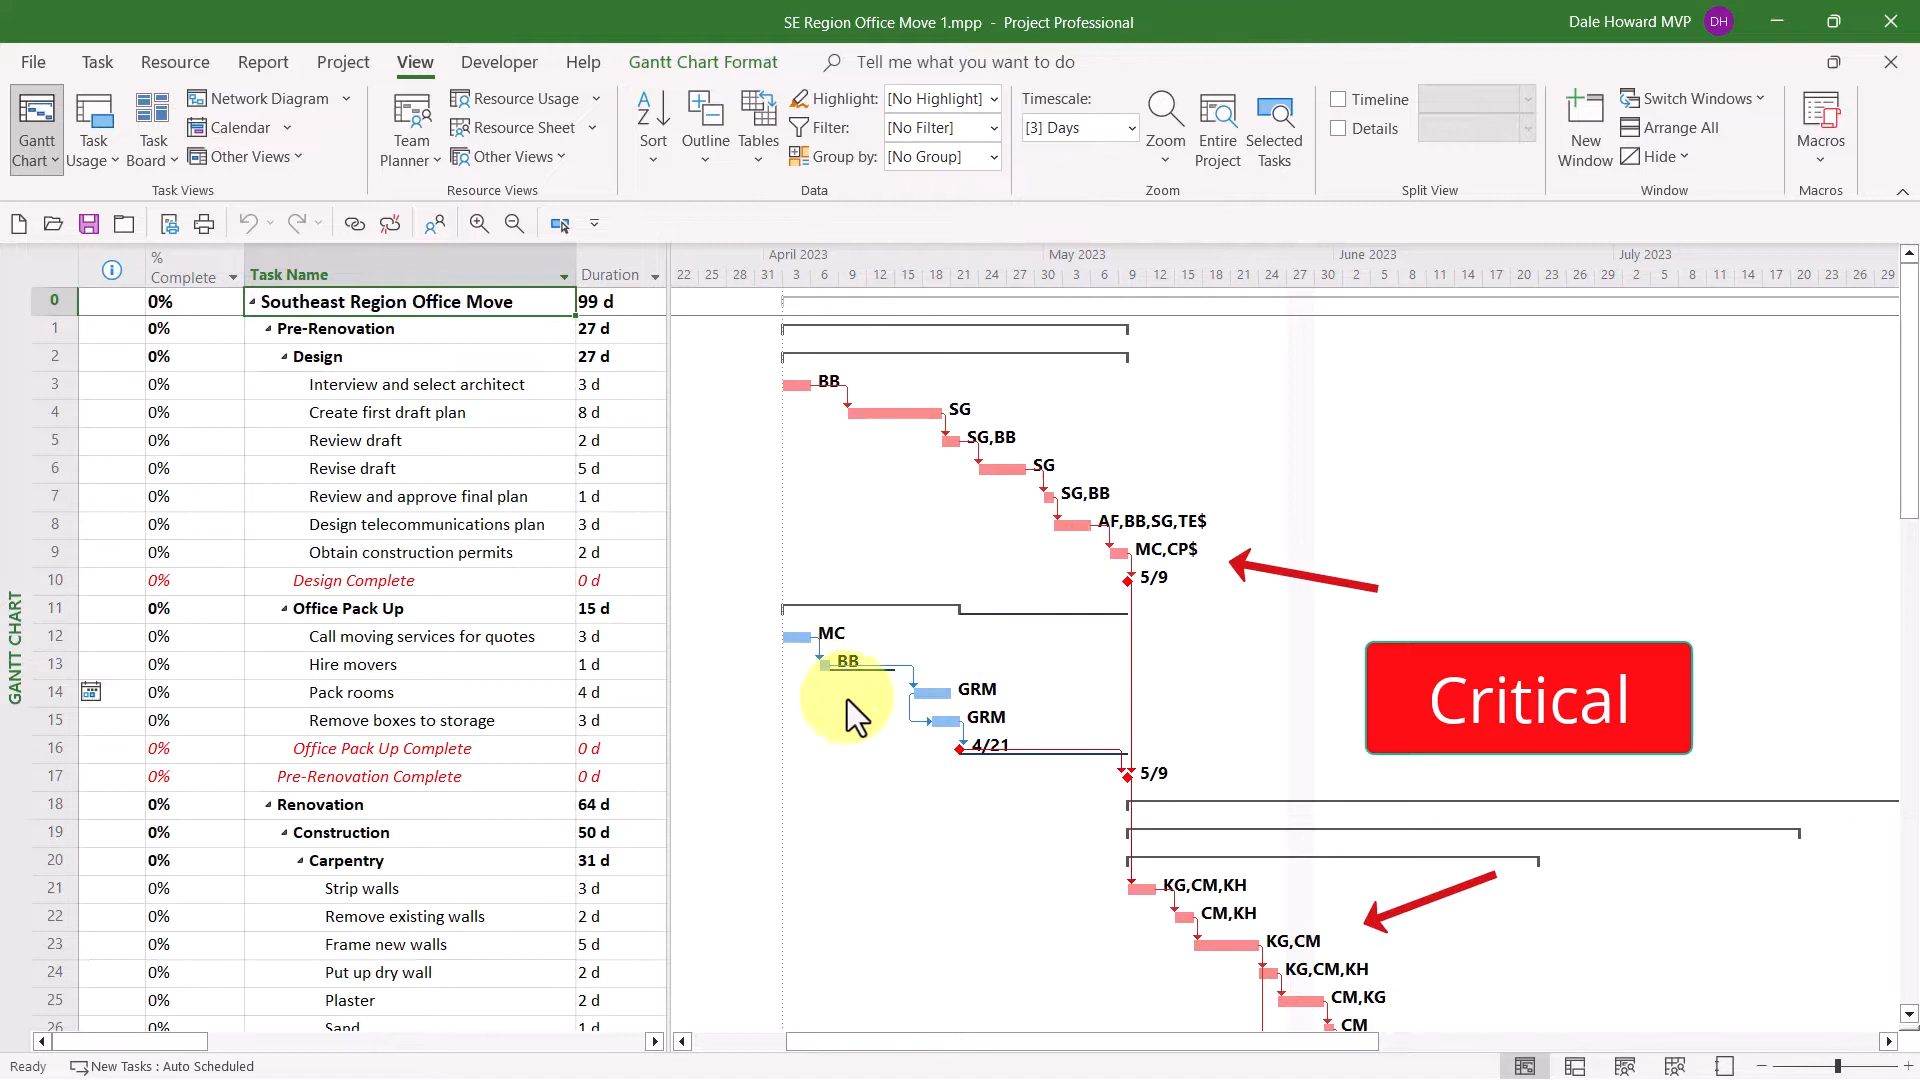 SE Region Office Move 1.mpp - Project Professional
Dale Howard MVP DH
File Task Resource Report Project View Developer Help Gantt Chart Format Tell me what you want to do
Gantt Chart
Task Usage
Task Board
Network Diagram
Calendar
Other Views
Task Views
Team Planner
Resource Usage
Resource Sheet
Other Views
Resource Views
Sort
Outline
Tables
Highlight: [No Highlight]
Filter: [No Filter]
Group by: [No Group]
Data
Timescale:
[3] Days
Zoom
Entire Project
Selected Tasks
Zoom
Timeline
Details
Split View
New Window
Switch Windows
Arrange All
Hide
Window
Macros
Macros
GANTT CHART
% Complete Task Name Duration
April 2023 May 2023 June 2023 July 2023
22 25 28 31 3 6 9 12 15 18 21 24 27 30 3 6 9 12 15 18 21 24 27 30 2 5 8 11 14 17 20 23 26 29 2 5 8 11 14 17 20 23 26 29
0 0% Southeast Region Office Move 99 d
1 0% Pre-Renovation 27 d
2 0% Design 27 d
3 0% Interview and select architect 3 d BB
4 0% Create first draft plan 8 d SG
5 0% Review draft 2 d SG,BB
6 0% Revise draft 5 d SG
7 0% Review and approve final plan 1 d SG,BB
8 0% Design telecommunications plan 3 d AF,BB,SG,TE$
9 0% Obtain construction permits 2 d MC,CP$
10 0% Design Complete 0 d 5/9
11 0% Office Pack Up 15 d
12 0% Call moving services for quotes 3 d MC
13 0% Hire movers 1 d BB
14 0% Pack rooms 4 d GRM
15 0% Remove boxes to storage 3 d GRM
16 0% Office Pack Up Complete 0 d 4/21
17 0% Pre-Renovation Complete 0 d 5/9
Critical
18 0% Renovation 64 d
19 0% Construction 50 d
20 0% Carpentry 31 d
21 0% Strip walls 3 d KG,CM,KH
22 0% Remove existing walls 2 d CM,KH
23 0% Frame new walls 5 d KG,CM
24 0% Put up dry wall 2 d KG,CM,KH
25 0% Plaster 2 d CM,KG
26 0% Sand 1 d CM
Ready New Tasks : Auto Scheduled